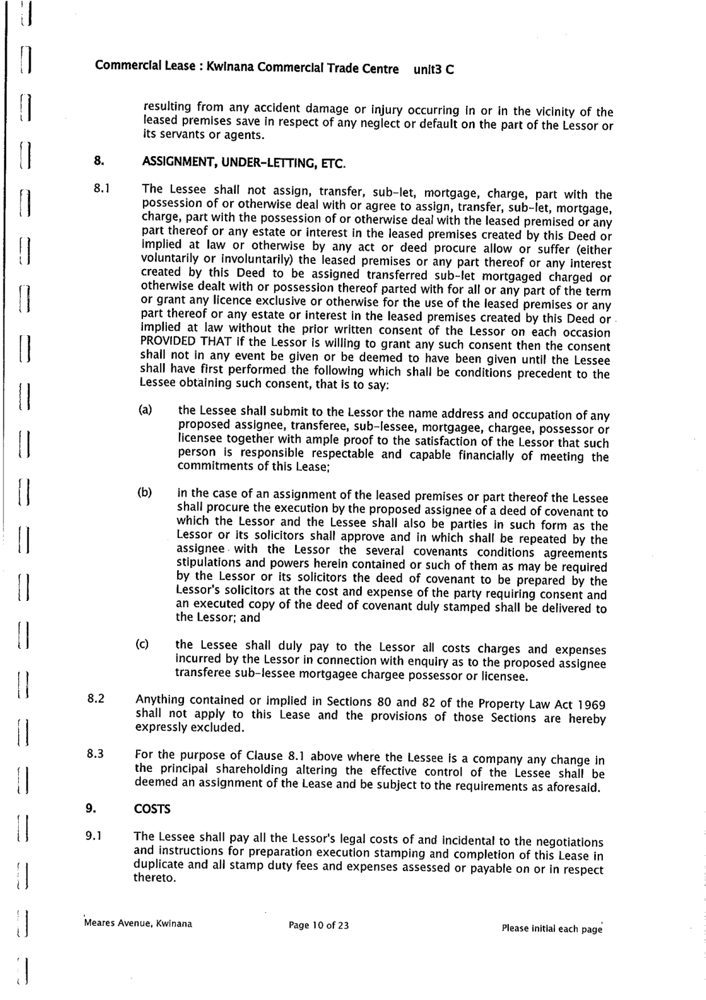 Commercial Lease : Kwinana Commercial Trade Centre unit3 C
resulting from any accident damage or injury occurring in or in the vicinity of the
leased premises save in respect of any neglect or default on the part of the Lessor or
its servants or agents.
8. ASSIGNMENT, UNDER-LETTING, ETC.
8.1 The Lessee shall not assign, transfer, sub-let, mortgage, charge, part with the
possession of or otherwise deal with or agree to assign, transfer, sub-let, mortgage,
charge, part with the possession of or otherwise deal with the leased premised or any
part thereof or any estate or interest in the leased premises created by this Deed or
implied at law or otherwise by any act or deed procure allow or suffer (either
voluntarily or involuntarily) the leased premises or any part thereof or any interest
created by this Deed to be assigned transferred sub-let mortgaged charged or
otherwise dealt with or possession thereof parted with for all or any part of the term
or grant any licence exclusive or otherwise for the use of the leased premises or any
part thereof or any estate or interest in the leased premises created by this Deed or
implied at law without the prior written consent of the Lessor on each occasion
PROVIDED THAT if the Lessor is willing to grant any such consent then the consent
shall not in any event be given or be deemed to have been given until the Lessee
shall have first performed the following which shall be conditions precedent to the
Lessee obtaining such consent, that is to say:
(a) the Lessee shall submit to the Lessor the name address and occupation of any
proposed assignee, transferee, sub-lessee, mortgagee, chargee, possessor or
licensee together with ample proof to the satisfaction of the Lessor that such
person is responsible respectable and capable financially of meeting the
commitments of this Lease;
(b) in the case of an assignment of the leased premises or part thereof the Lessee
shall procure the execution by the proposed assignee of a deed of covenant to
which the Lessor and the Lessee shall also be parties in such form as the
Lessor or its solicitors shall approve and in which shall be repeated by the
assignee with the Lessor the several covenants conditions agreements
stipulations and powers herein contained or such of them as may be required
by the Lessor or its solicitors the deed of covenant to be prepared by the
Lessor's solicitors at the cost and expense of the party requiring consent and
an executed copy of the deed of covenant duly stamped shall be delivered to
the Lessor; and
(c) the Lessee shall duly pay to the Lessor all costs charges and expenses
incurred by the Lessor in connection with enquiry as to the proposed assignee
transferee sub-lessee mortgagee chargee possessor or licensee.
8.2 Anything contained or implied in Sections 80 and 82 of the Property Law Act 1969
shall not apply to this Lease and the provisions of those Sections are hereby
expressly excluded.
8.3 For the purpose of Clause 8.1 above where the Lessee is a company any change in
the principal shareholding altering the effective control of the Lessee shall be
deemed an assignment of the Lease and be subject to the requirements as aforesaid.
9. COSTS
9.1 The Lessee shall pay all the Lessor's legal costs of and incidental to the negotiations
and instructions for preparation execution stamping and completion of this Lease in
duplicate and all stamp duty fees and expenses assessed or payable on or in respect
thereto.
Meares Avenue, Kwinana Page 10 of 23 Please initial each page